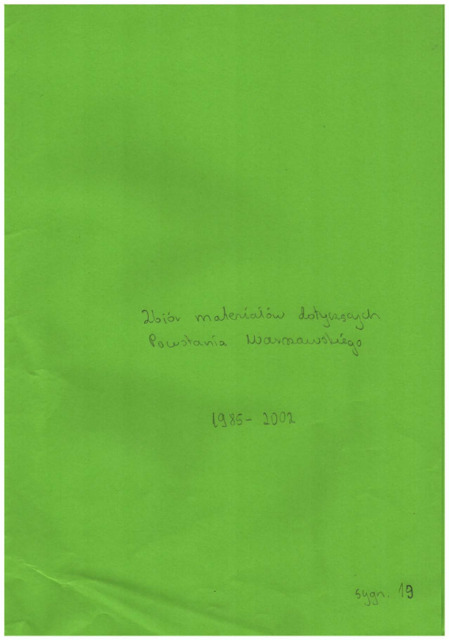 Zbiór materiałów dotyczących
Powstania Warszawskiego
1985-2002
sygn. 19